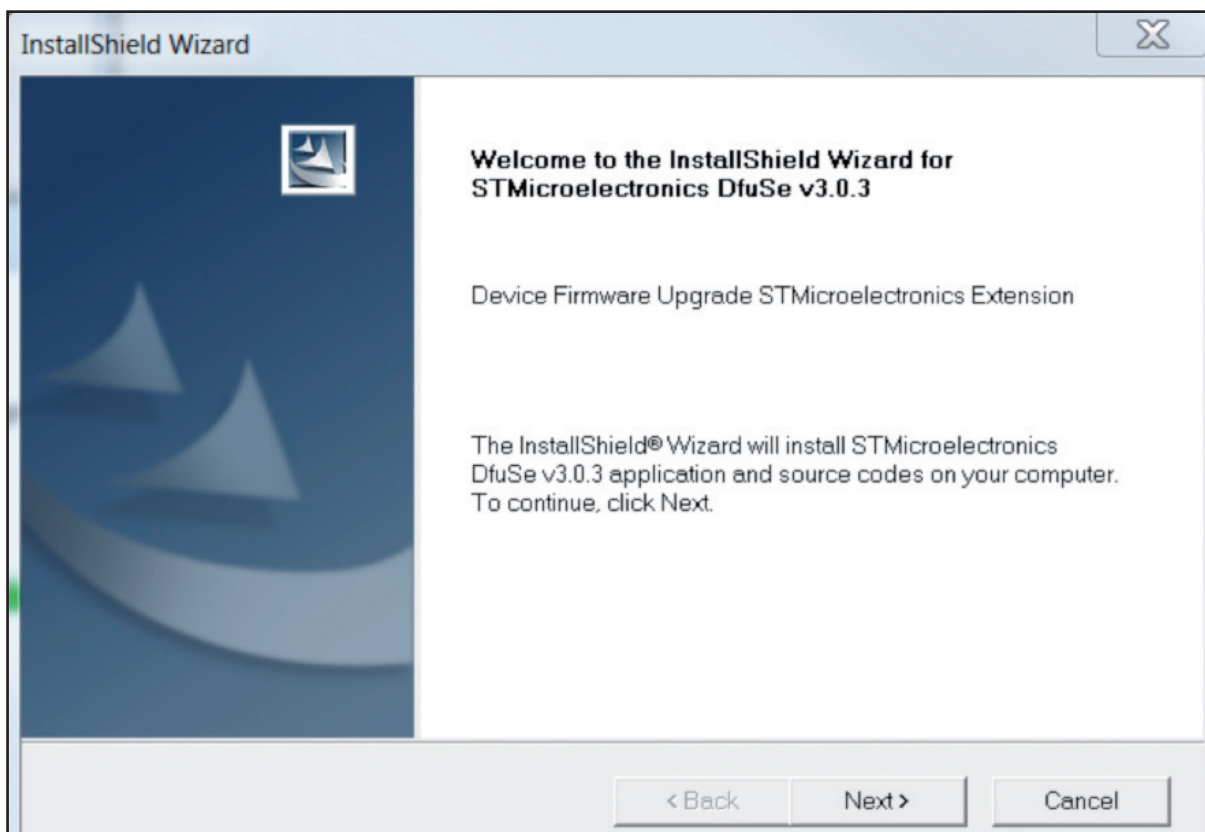 InstallShield Wizard
Welcome to the InstallShield Wizard for
STMicroelectronics DfuSe v3.0.3
Device Firmware Upgrade STMicroelectronics Extension
The InstallShield® Wizard will install STMicroelectronics
DfuSe v3.0.3 application and source codes on your computer.
To continue, click Next.
< Back
Next >
Cancel